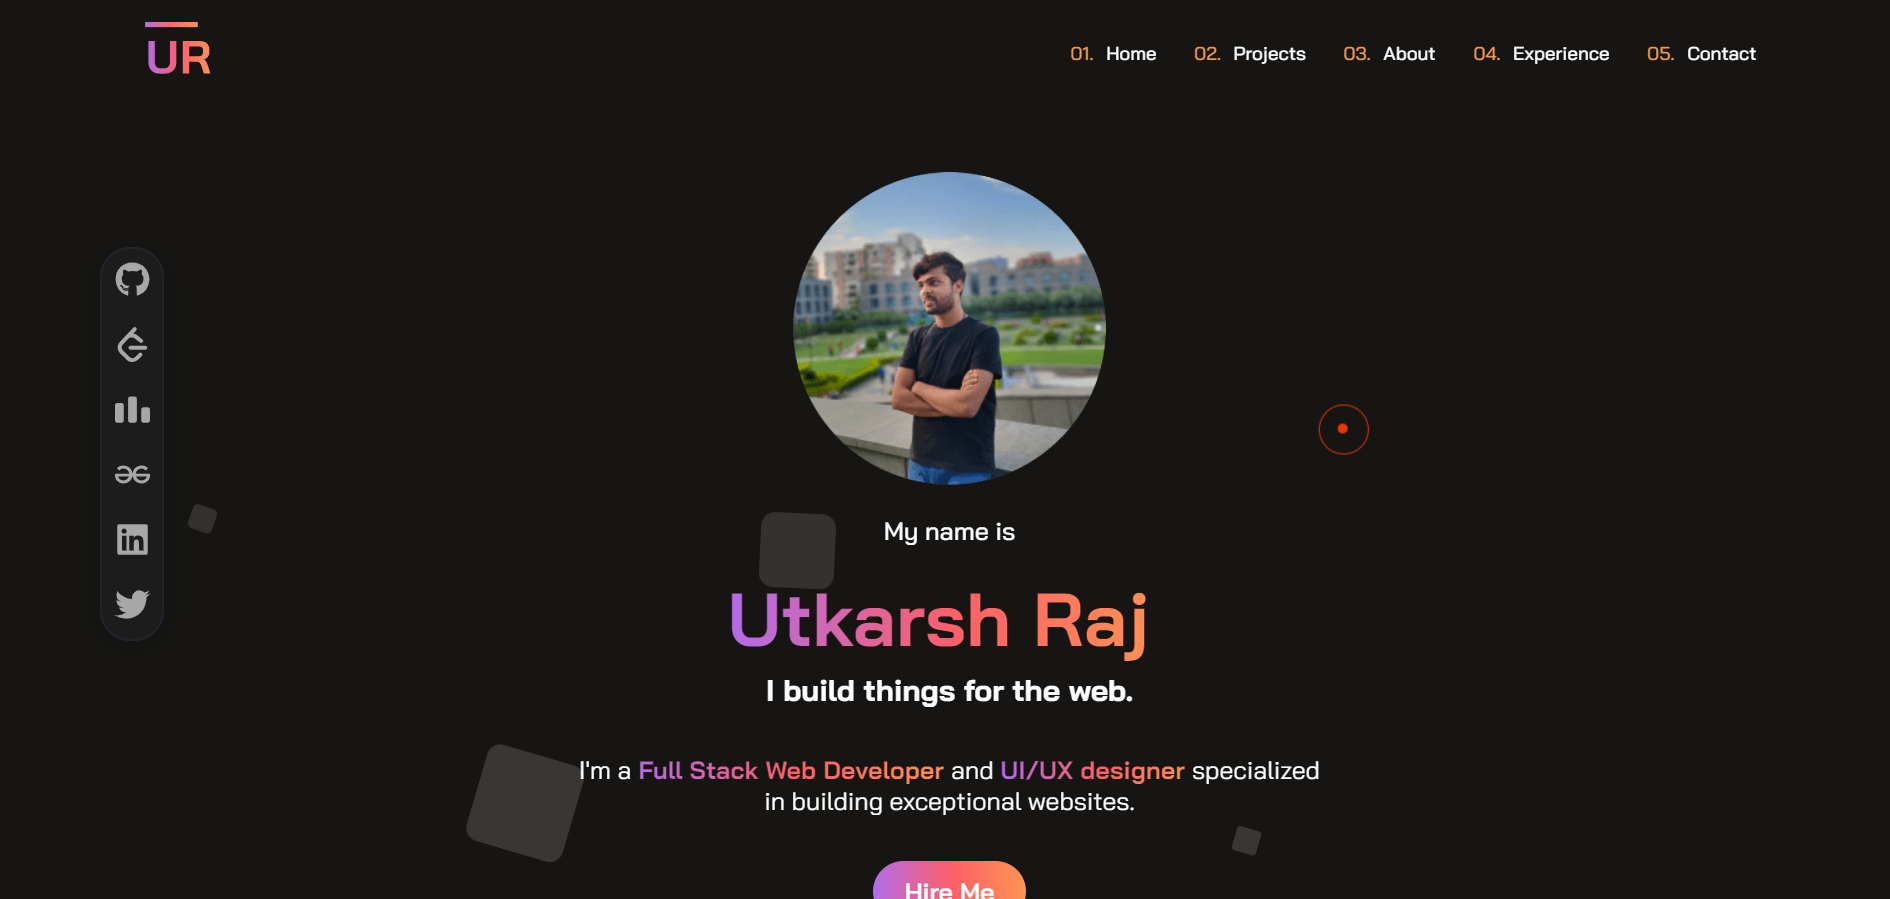 UR
01. Home 02. Projects 03. About 04. Experience 05. Contact
in
My name is
Utkarsh Raj
I build things for the web.
I'm a Full Stack Web Developer and UI/UX designer specialized
in building exceptional websites.
Hire Me